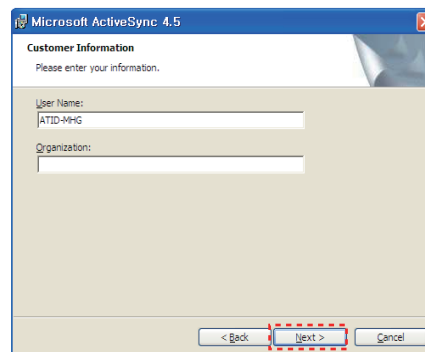 Microsoft ActiveSync 4.5
Customer Information
Please enter your information.
User Name:
ATID-MHG
Organization:
< Back
Next >
Cancel